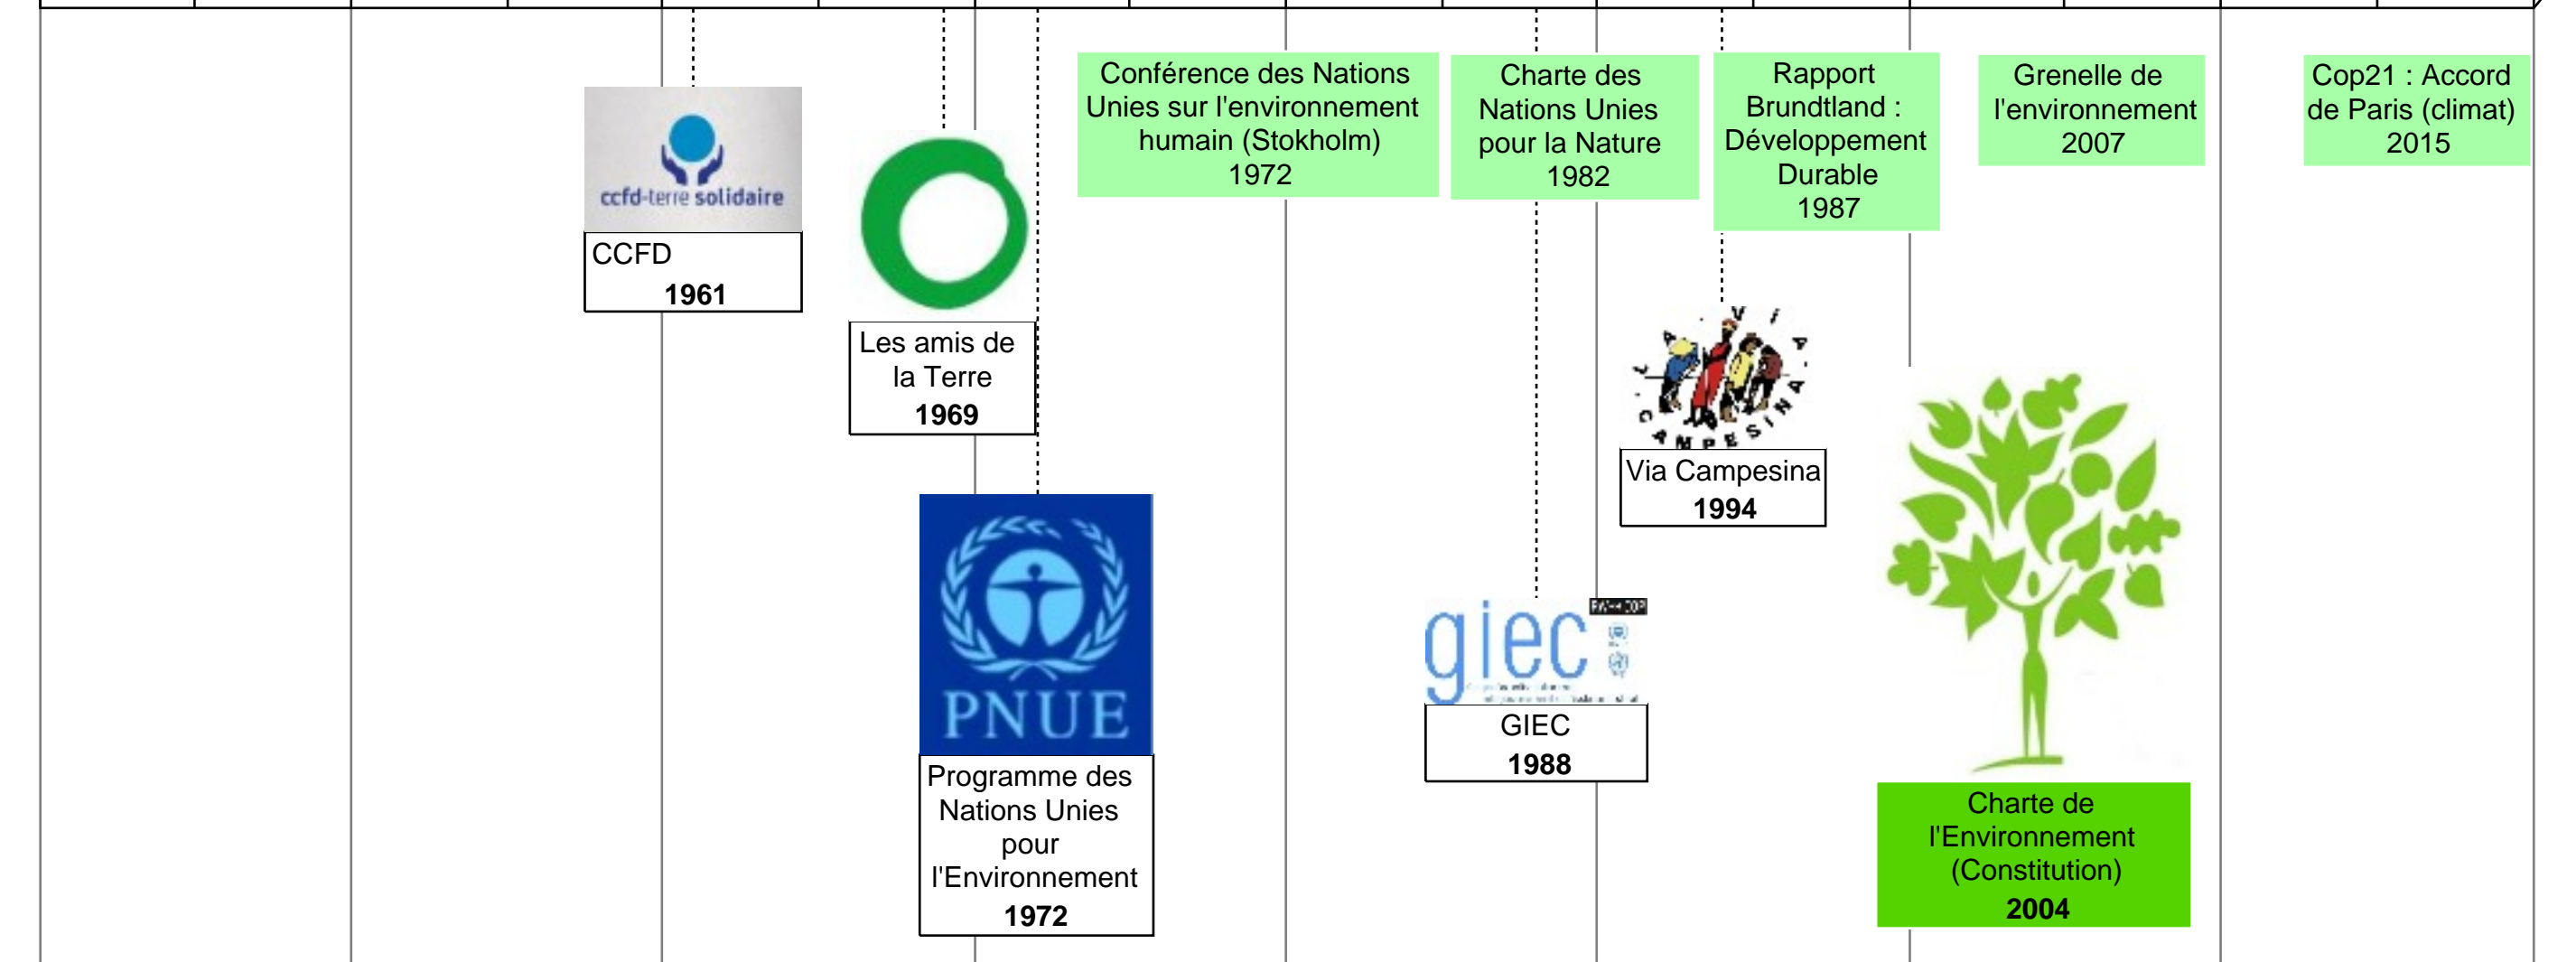 Conférence des Nations
Unies sur l'environnement
humain (Stokholm)
1972
Charte des
Nations Unies
pour la Nature
1982
Rapport
Brundtland :
Développement
Durable
1987
Grenelle de
l'environnement
2007
Cop21 : Accord
de Paris (climat)
2015
ccfd-terre solidaire
CCFD
1961
Les amis de
la Terre
1969
LA VIA CAMPESINA
Via Campesina
1994
PNUE
Programme des
Nations Unies
pour
l'Environnement
1972
giec
GIEC
1988
Charte de
l'Environnement
(Constitution)
2004